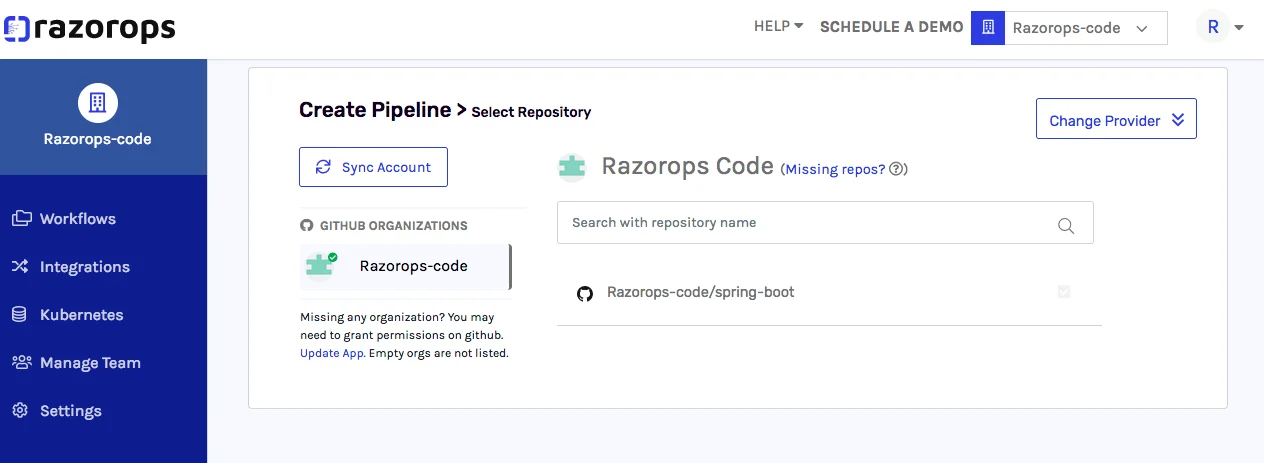 razorops
HELP
SCHEDULE A DEMO
Razorops-code
R
Razorops-code
Workflows
Integrations
Kubernetes
Manage Team
Settings
Create Pipeline > Select Repository
Change Provider
Sync Account
GITHUB ORGANIZATIONS
Razorops-code
Missing any organization? You may
need to grant permissions on github.
Update App. Empty orgs are not listed.
Razorops Code (Missing repos? ?)
Search with repository name
Razorops-code/spring-boot